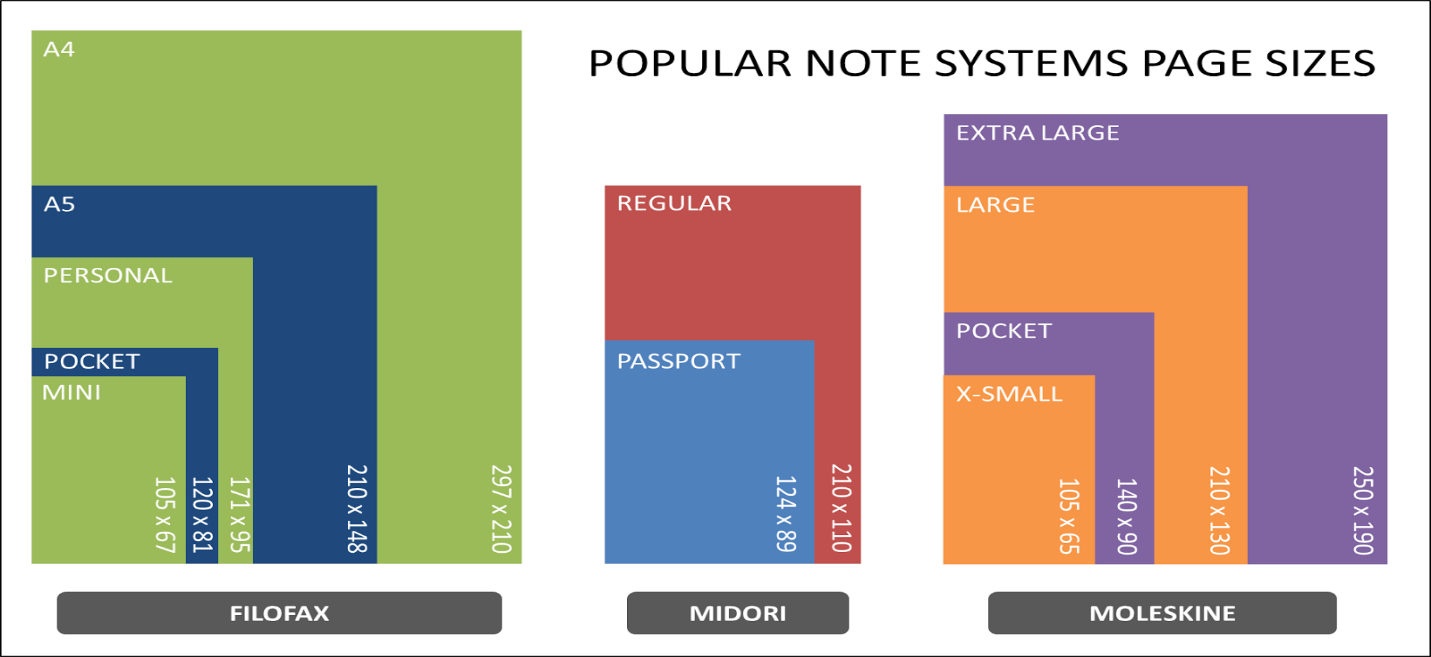 POPULAR NOTE SYSTEMS PAGE SIZES
A4
A5
PERSONAL
POCKET
MINI
105 x 67
120 x 81
171 x 95
210 x 148
297 x 210
FILOFAX
REGULAR
PASSPORT
124 x 89
210 x 110
MIDORI
EXTRA LARGE
LARGE
POCKET
X-SMALL
105 x 65
140 x 90
210 x 130
250 x 190
MOLESKINE